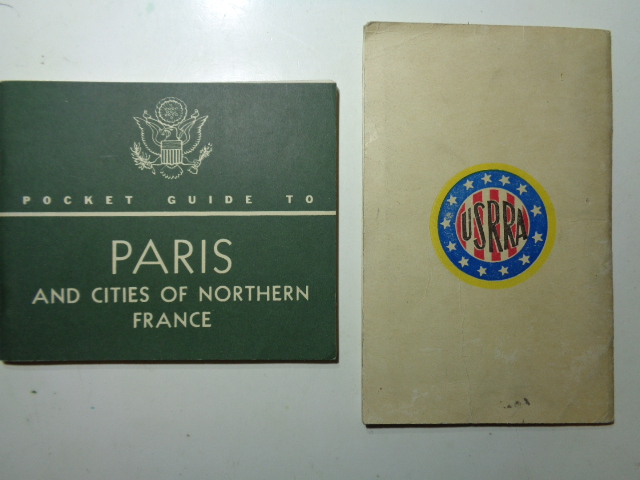 POCKET GUIDE TO
PARIS
AND CITIES OF NORTHERN
FRANCE
USRRA